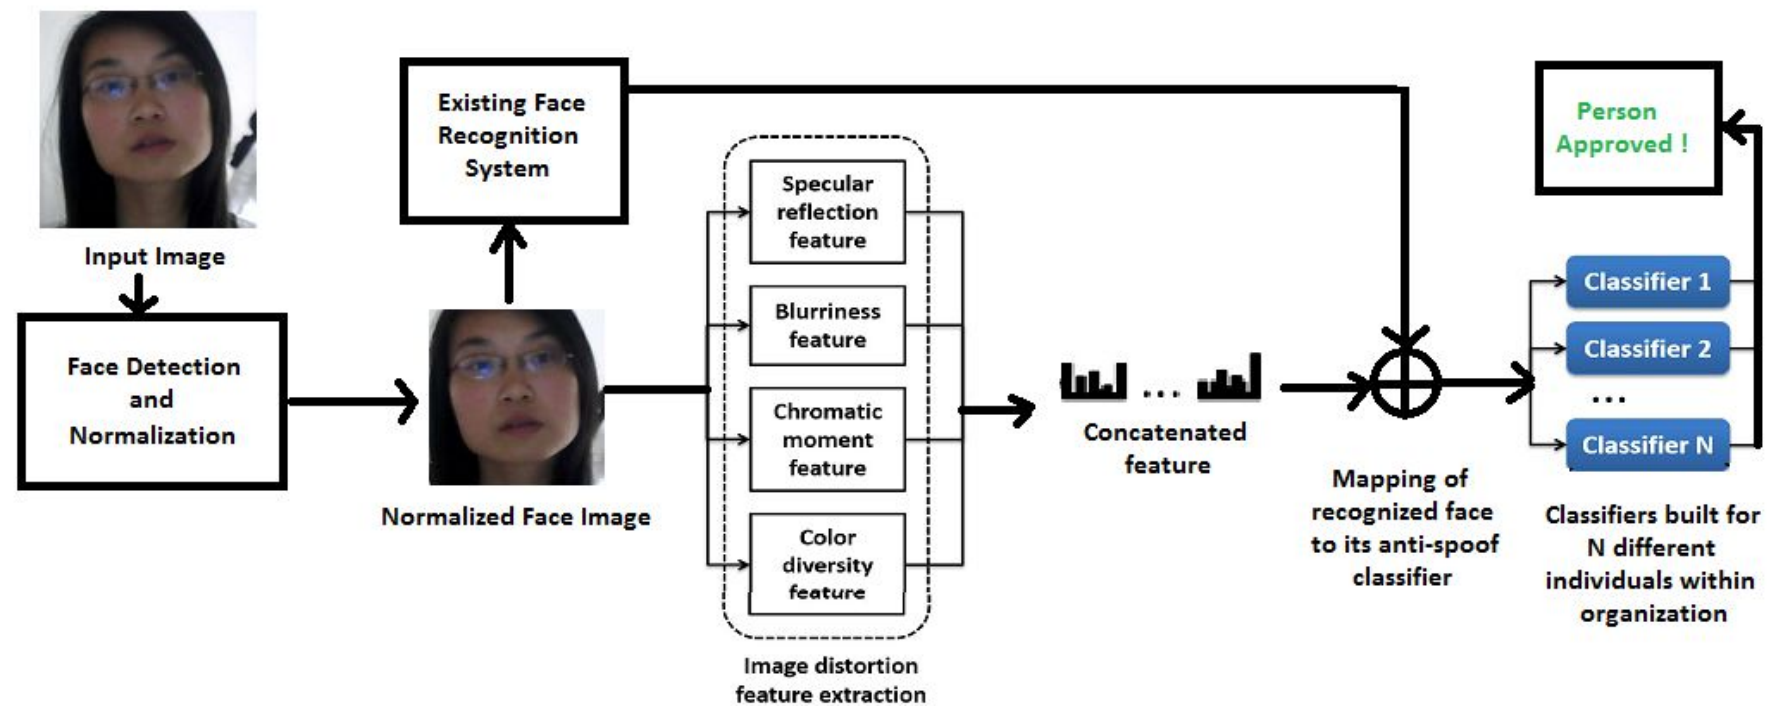 Input Image
Face Detection
and
Normalization
Existing Face
Recognition
System
Normalized Face Image
Specular
reflection
feature
Blurriness
feature
Chromatic
moment
feature
Color
diversity
feature
Image distortion
feature extraction
...
Concatenated
feature
Mapping of
recognized face
to its anti-spoof
classifier
Person
Approved !
Classifier 1
Classifier 2
...
Classifier N
Classifiers built for
N different
individuals within
organization